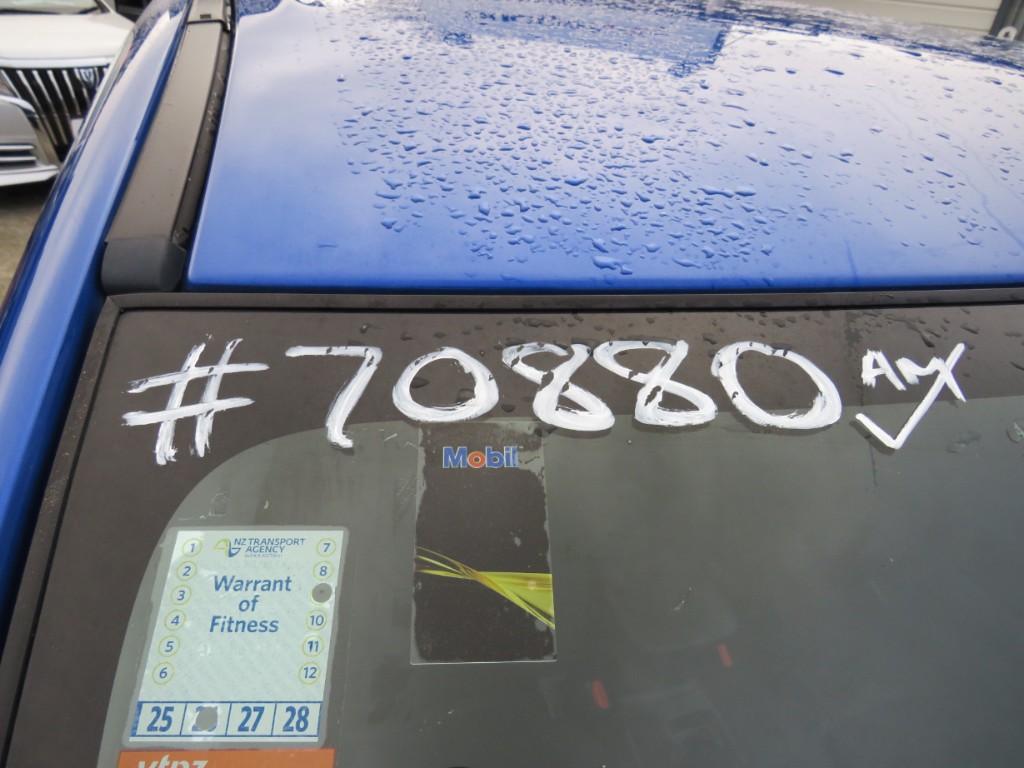 #70880 AM
Mobil
NZ TRANSPORT
AGENCY
Warrant
of
Fitness
1 7
2 8
3
4 10
5 11
6 12
25 27 28
vtnz